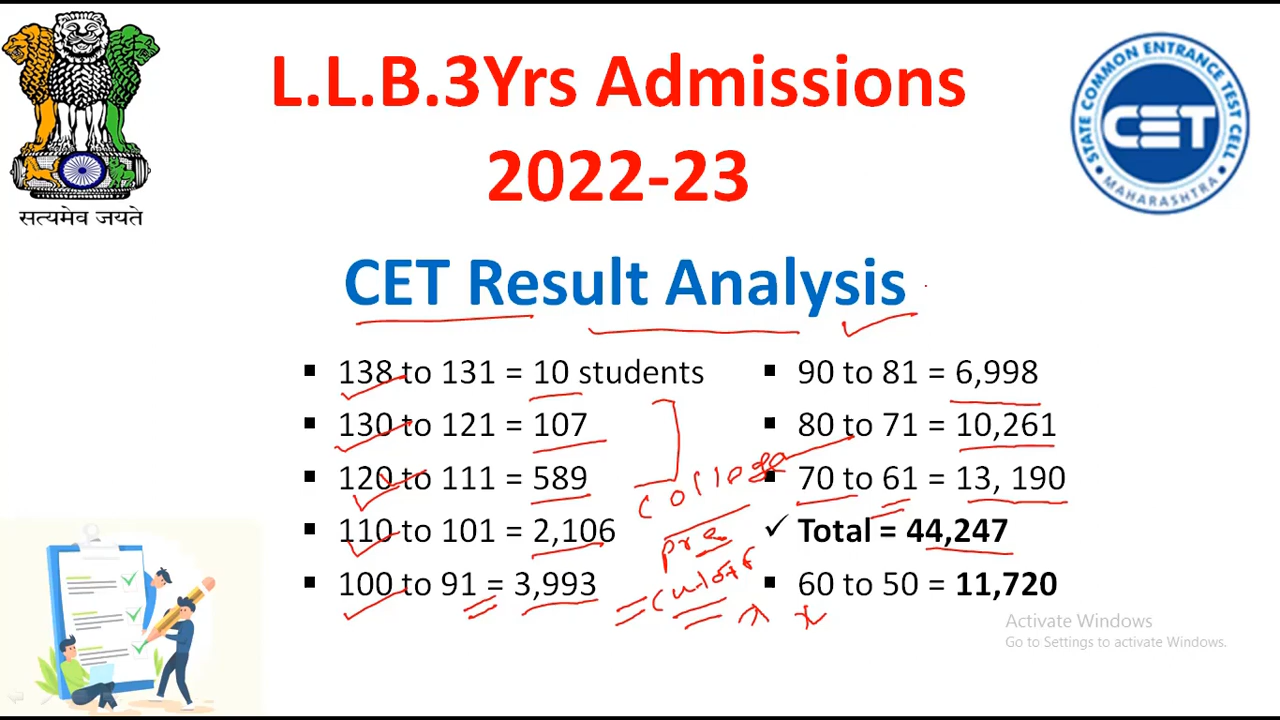 सत्यमेव जयते
L.L.B.3Yrs Admissions
2022-23
STATE COMMON ENTRANCE TEST CELL
CET
MAHARASHTRA
CET Result Analysis
138 to 131 = 10 students
130 to 121 = 107
120 to 111 = 589
110 to 101 = 2,106
100 to 91 = 3,993
90 to 81 = 6,998
80 to 71 = 10,261
70 to 61 = 13, 190
Total = 44,247
60 to 50 = 11,720
college
pre
cutoff
Activate Windows
Go to Settings to activate Windows.